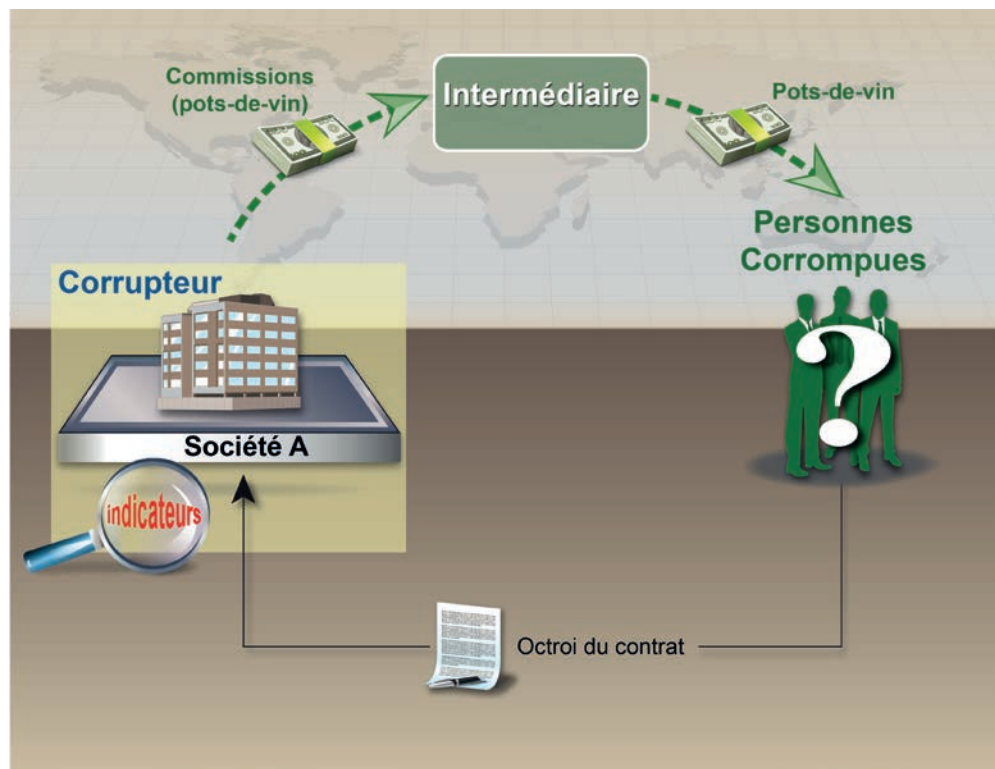 Commissions
(pots-de-vin)
Intermédiaire
Pots-de-vin
Personnes
Corrompues
Corrupteur
Société A
indicateurs
Octroi du contrat